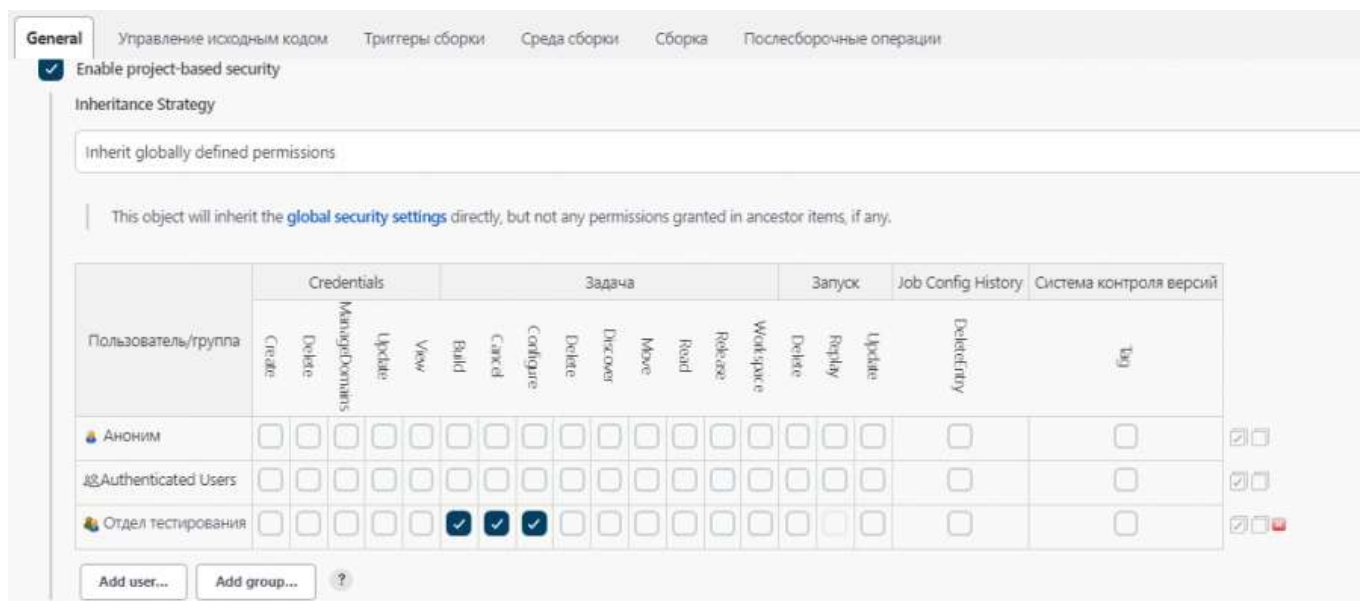 General Управление исходным кодом Триггеры сборки Среда сборки Сборка Послесборочные операции
Enable project-based security
Inheritance Strategy
Inherit globally defined permissions
This object will inherit the global security settings directly, but not any permissions granted in ancestor items, if any.
Пользователь/группа Credentials Задача Запуск Job Config History Система контроля версий
Create Delete ManageDomains Update View Build Cancel Configure Delete Discover Move Read Release Workspace Delete Replay Update DeleteEntry Tag
Аноним
Authenticated Users
Отдел тестирования
Add user... Add group... ?